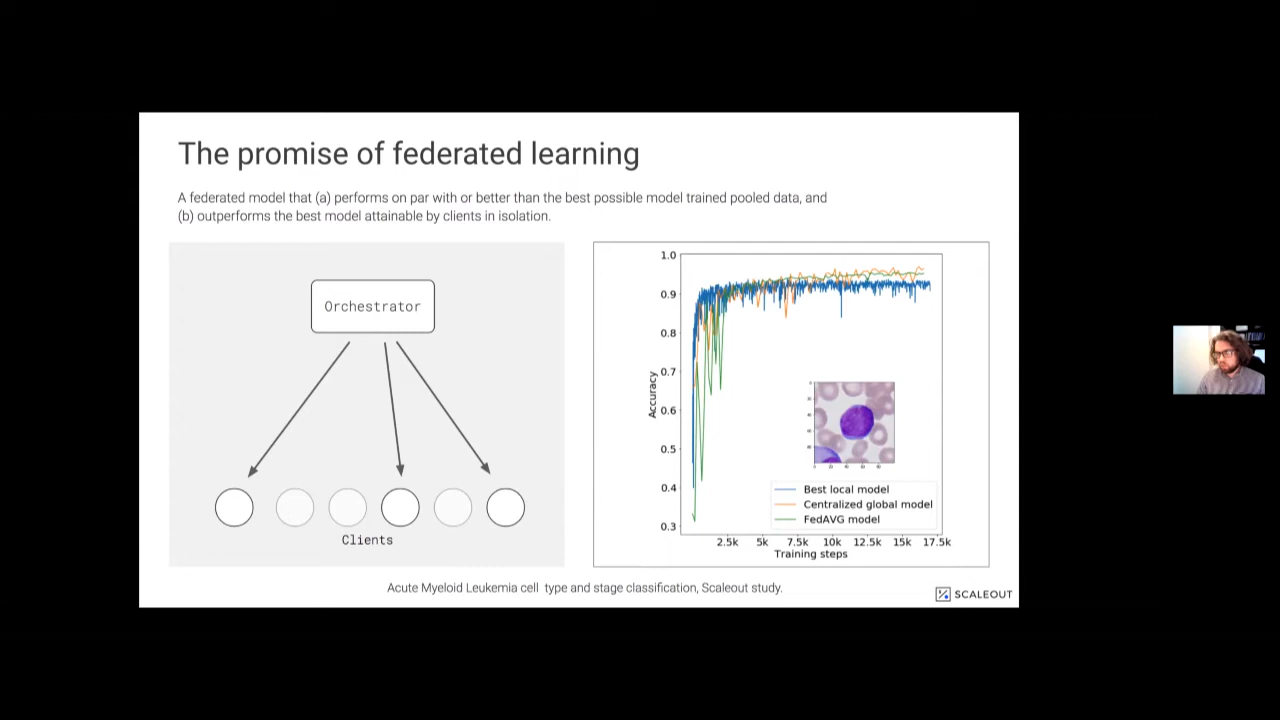 The promise of federated learning
A federated model that (a) performs on par with or better than the best possible model trained pooled data, and
(b) outperforms the best model attainable by clients in isolation.
Orchestrator
Clients
1.0
0.9
0.8
0.7
0.6
0.5
0.4
0.3
Accuracy
Best local model
Centralized global model
FedAVG model
2.5k 5k 7.5k 10k 12.5k 15k 17.5k
Training steps
Acute Myeloid Leukemia cell type and stage classification, Scaleout study.
SCALEOUT